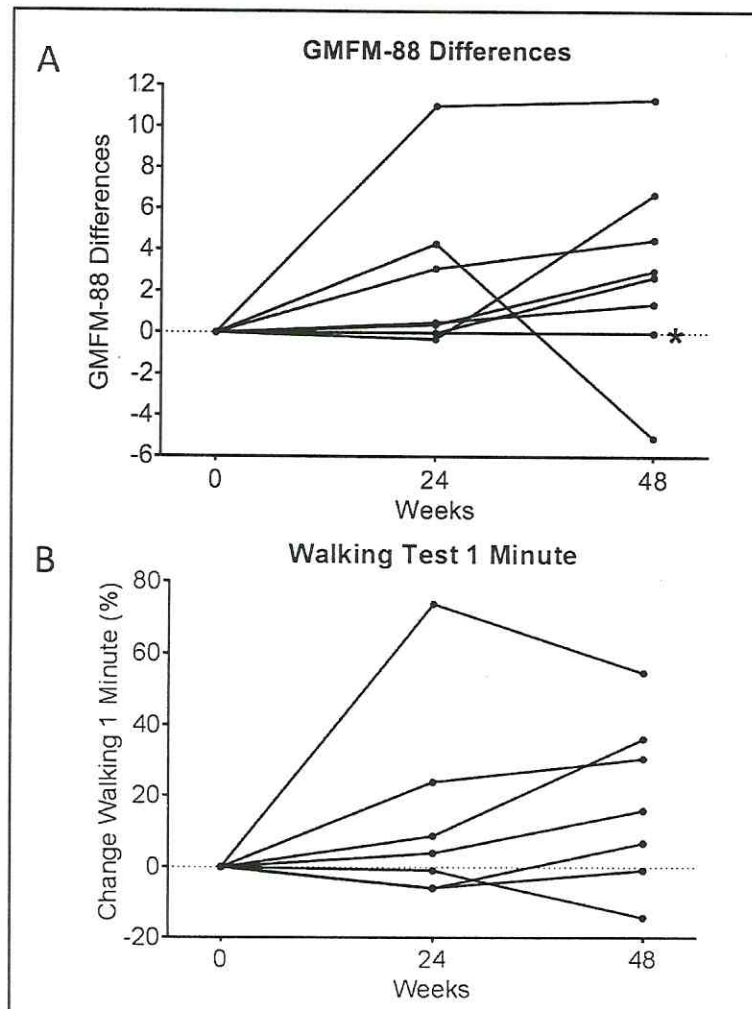 A
GMFM-88 Differences
GMFM-88 Differences
12
10
8
6
4
2
0
-2
-4
-6
*
0 24 48
Weeks
B
Walking Test 1 Minute
Change Walking 1 Minute (%)
80
60
40
20
0
-20
0 24 48
Weeks